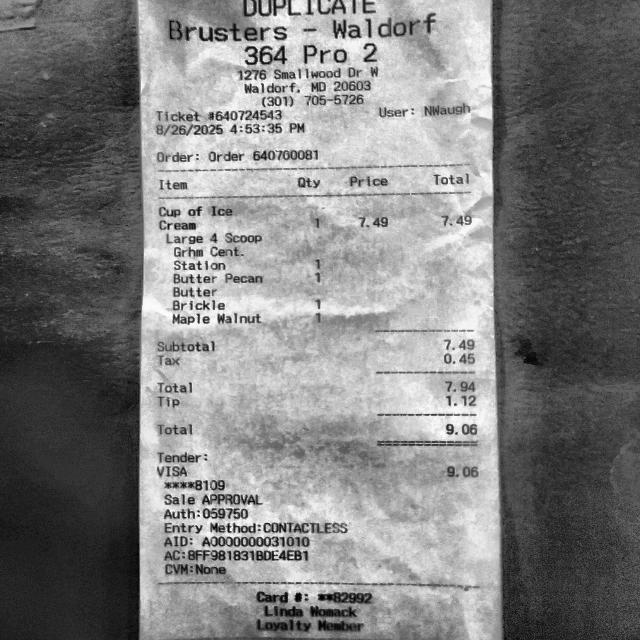 DUPLICATE
Brusters - Waldorf
364 Pro 2
1276 Smallwood Dr W
Waldorf, MD 20603
(301) 705-5726
Ticket #640724543 User: NWaugh
8/26/2025 4:53:35 PM
Order: Order 640700081
Item Qty Price Total
Cup of Ice
Cream 1 7.49 7.49
Large 4 Scoop
Grhm Cent.
Station 1
Butter Pecan 1
Butter
Brickle 1
Maple Walnut 1
Subtotal 7.49
Tax 0.45
Total 7.94
Tip 1.12
Total 9.06
Tender:
VISA 9.06
****8109
Sale APPROVAL
Auth:059750
Entry Method:CONTACTLESS
AID: A0000000031010
AC:8FF981831BDE4EB1
CVM:None
Card #: **82992
Linda Womack
Loyalty Member